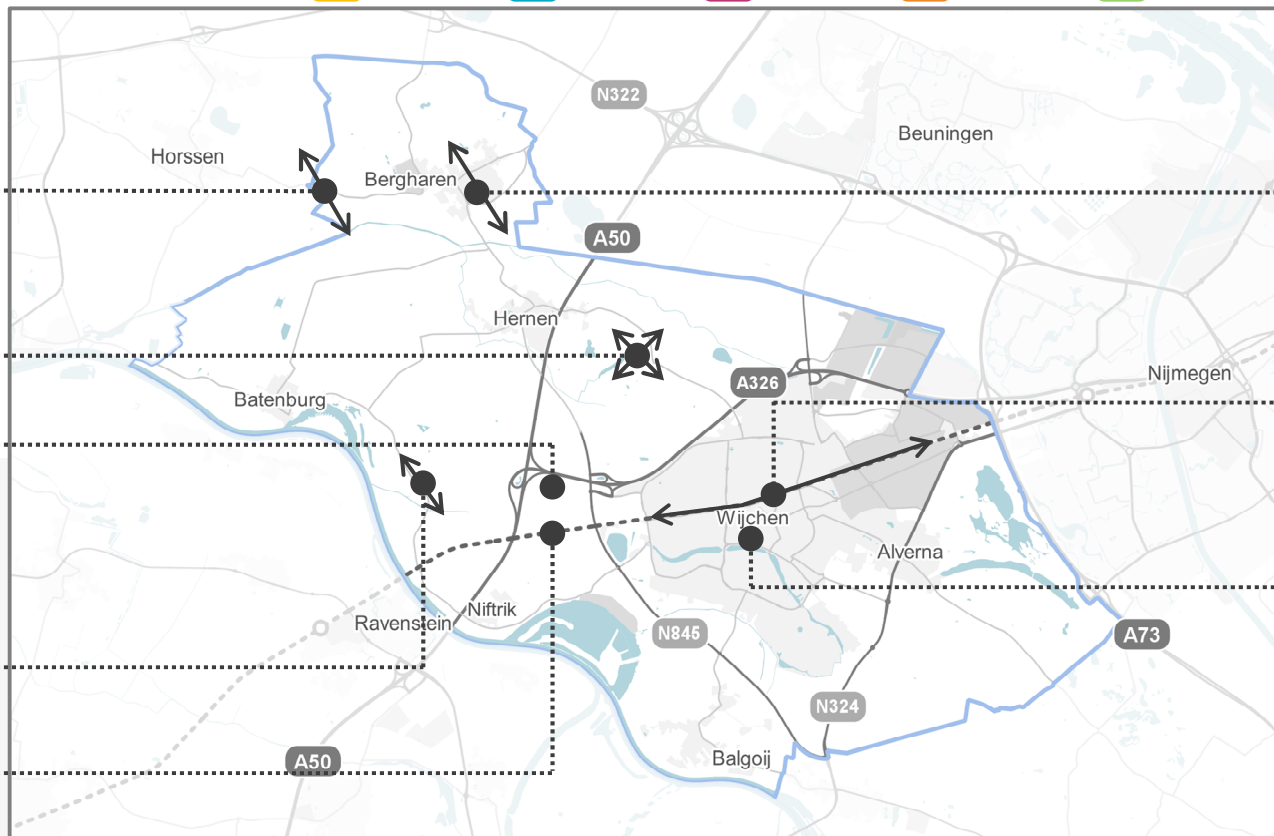 N322
Beuningen
Horssen
Bergharen
A50
Hernen
Nijmegen
A326
Batenburg
Wijchen
Alverna
Niftrik
Ravenstein
N845
A73
N324
Balgoij
A50